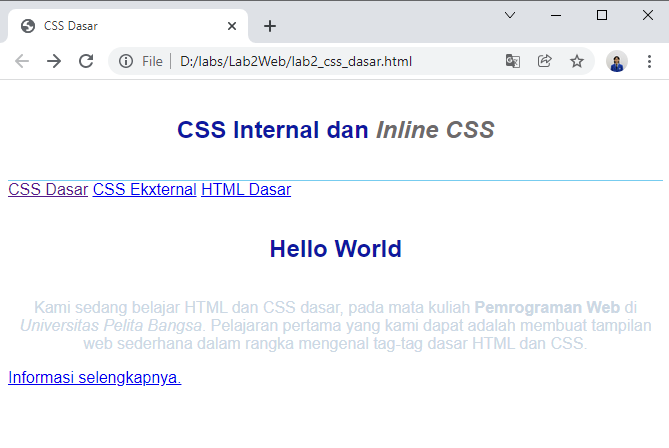 CSS Dasar
File D:/labs/Lab2Web/lab2_css_dasar.html
CSS Internal dan Inline CSS
CSS Dasar CSS Ekxternal HTML Dasar
Hello World
Kami sedang belajar HTML dan CSS dasar, pada mata kuliah Pemrograman Web di
Universitas Pelita Bangsa. Pelajaran pertama yang kami dapat adalah membuat tampilan
web sederhana dalam rangka mengenal tag-tag dasar HTML dan CSS.
Informasi selengkapnya.